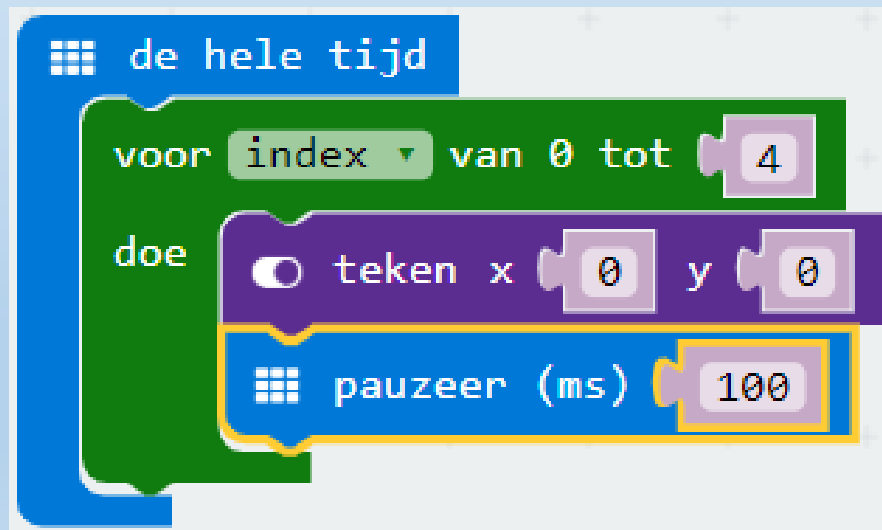 de hele tijd
voor index van 0 tot 4
doe
teken x 0 y 0
pauzeer (ms) 100